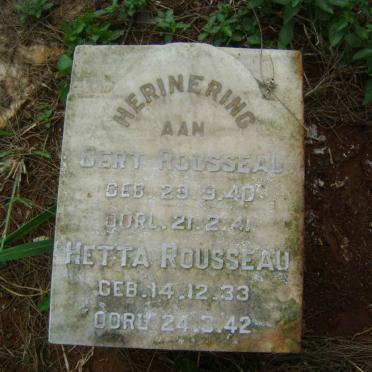 HERINERING
AAN
GERT ROUSSEAU
GEB. 29.9.40
OORL. 21.2.41
HETTA ROUSSEAU
GEB. 14.12.33
OORL 24.3.42